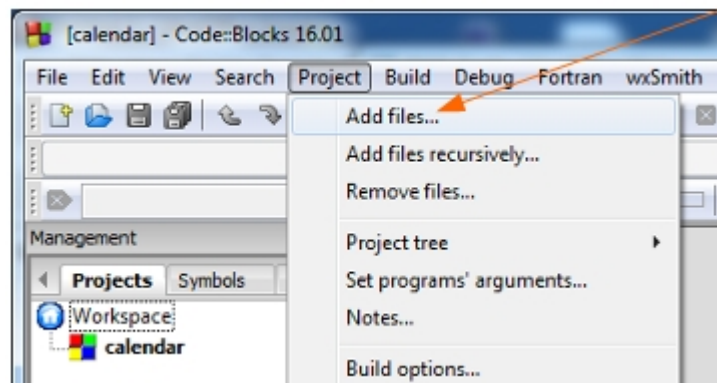 [calendar] - Code::Blocks 16.01
File Edit View Search Project Build Debug Fortran wxSmith
Add files...
Add files recursively...
Remove files...
Management
Project tree
Projects Symbols
Set programs' arguments...
Workspace
Notes...
calendar
Build options...